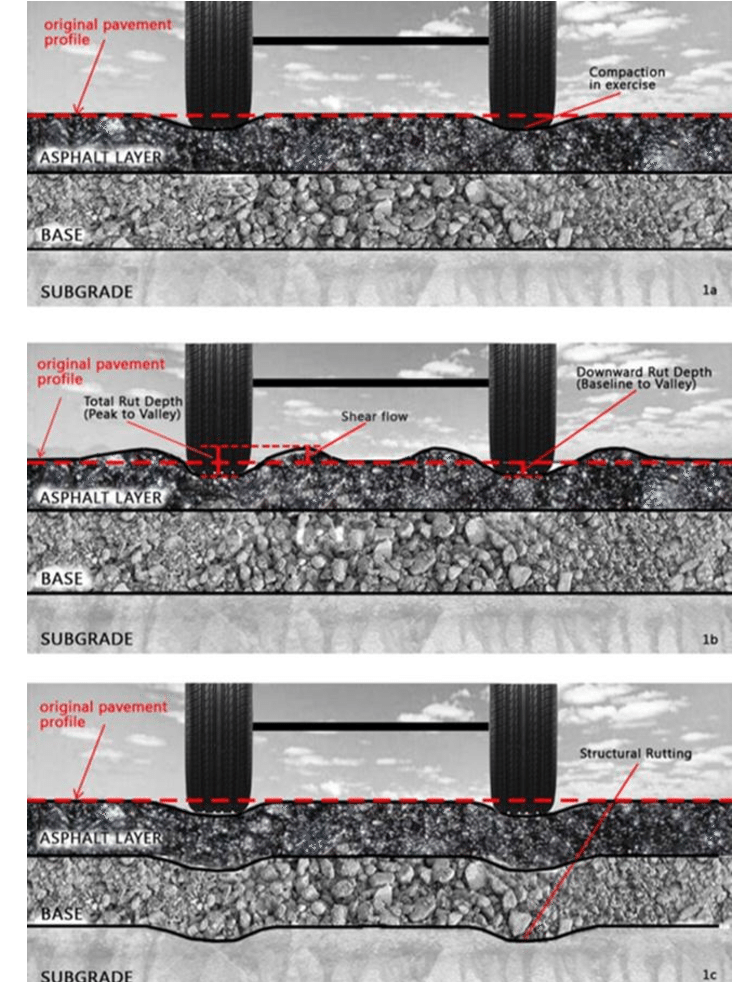 original pavement
profile
Compaction
in exercise
ASPHALT LAYER
BASE
SUBGRADE
1a
original pavement
profile
Total Rut Depth
(Peak to Valley)
Shear flow
Downward Rut Depth
(Baseline to Valley)
ASPHALT LAYER
BASE
SUBGRADE
1b
original pavement
profile
Structural Rutting
ASPHALT LAYER
BASE
SUBGRADE
1c